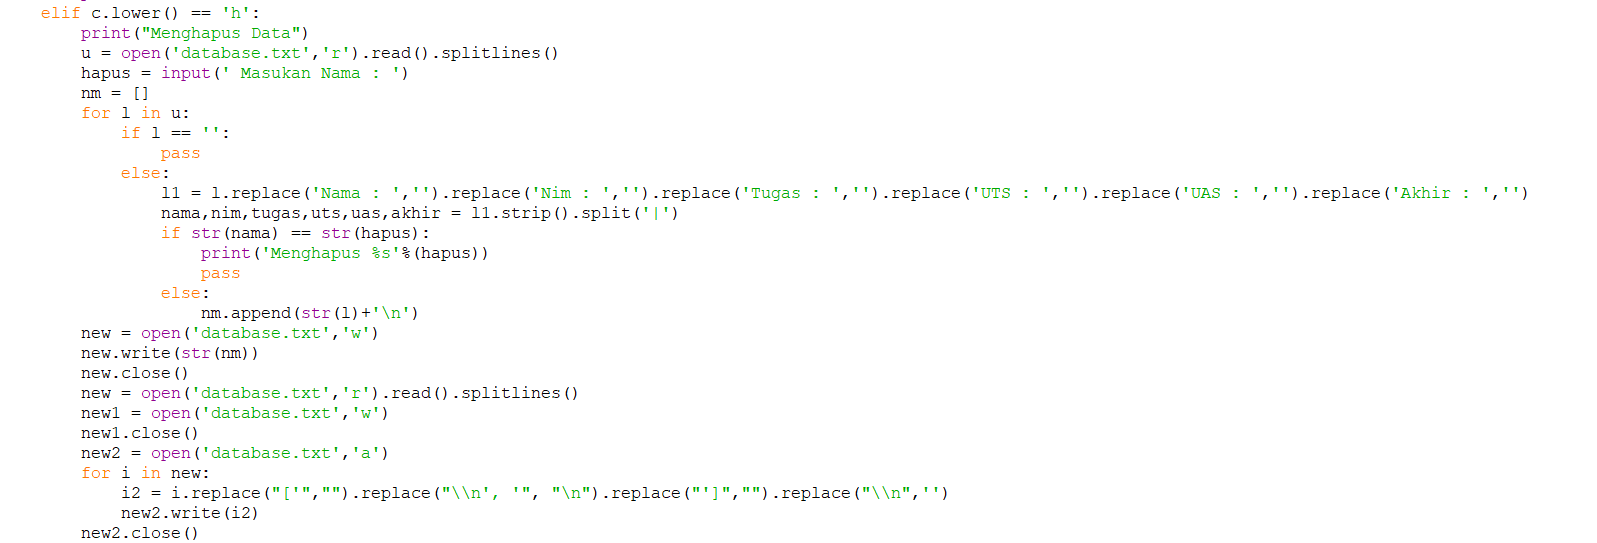 elif c.lower() == 'h':
    print("Menghapus Data")
    u = open('database.txt','r').read().splitlines()
    hapus = input(' Masukan Nama : ')
    nm = []
    for l in u:
        if l == '':
            pass
        else:
            l1 = l.replace('Nama : ','').replace('Nim : ','').replace('Tugas : ','').replace('UTS : ','').replace('UAS : ','').replace('Akhir : ','')
            nama,nim,tugas,uts,uas,akhir = l1.strip().split('|')
            if str(nama) == str(hapus):
                print('Menghapus %s'%(hapus))
                pass
            else:
                nm.append(str(l)+'\n')
    new = open('database.txt','w')
    new.write(str(nm))
    new.close()
    new = open('database.txt','r').read().splitlines()
    new1 = open('database.txt','w')
    new1.close()
    new2 = open('database.txt','a')
    for i in new:
        i2 = i.replace("['","").replace("\\n', '", "\n").replace("']","").replace("\\n",'')
        new2.write(i2)
    new2.close()